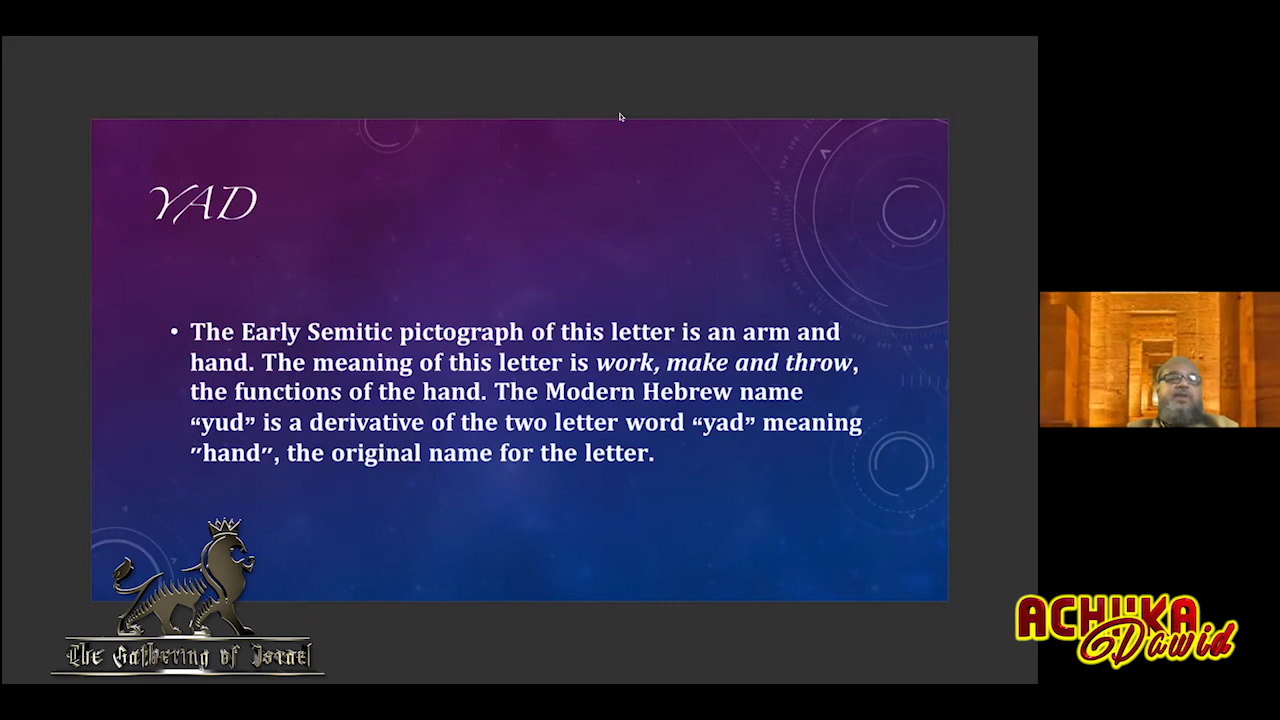 YAD
• The Early Semitic pictograph of this letter is an arm and
hand. The meaning of this letter is work, make and throw,
the functions of the hand. The Modern Hebrew name
“yud” is a derivative of the two letter word “yad” meaning
"hand", the original name for the letter.
The Gathering of Israel
ACHIKA
Dawid